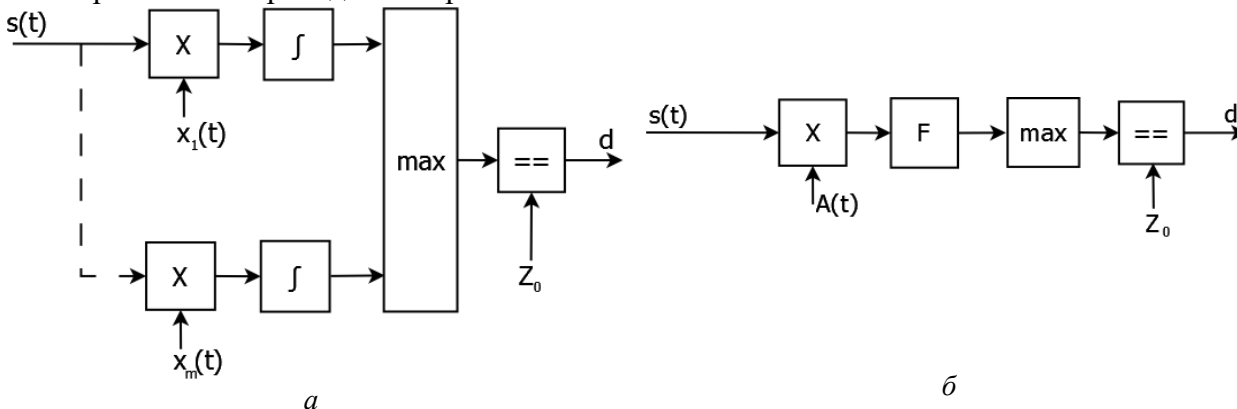 s(t)
X
∫
x₁(t)
max
==
d
Z₀
X
∫
xₘ(t)
а
s(t)
X
F
max
==
d
A(t)
Z₀
б